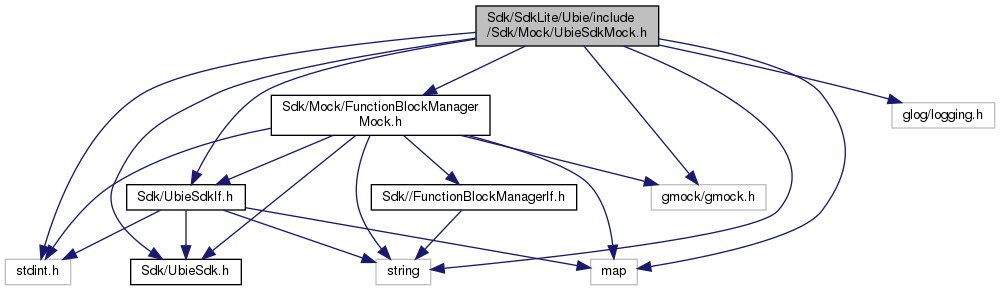 Sdk/SdkLite/Ubie/include
/Sdk/Mock/UbieSdkMock.h
Sdk/Mock/FunctionBlockManager
Mock.h
glog/logging.h
Sdk/UbieSdkIf.h
Sdk//FunctionBlockManagerIf.h
gmock/gmock.h
stdint.h
Sdk/UbieSdk.h
string
map